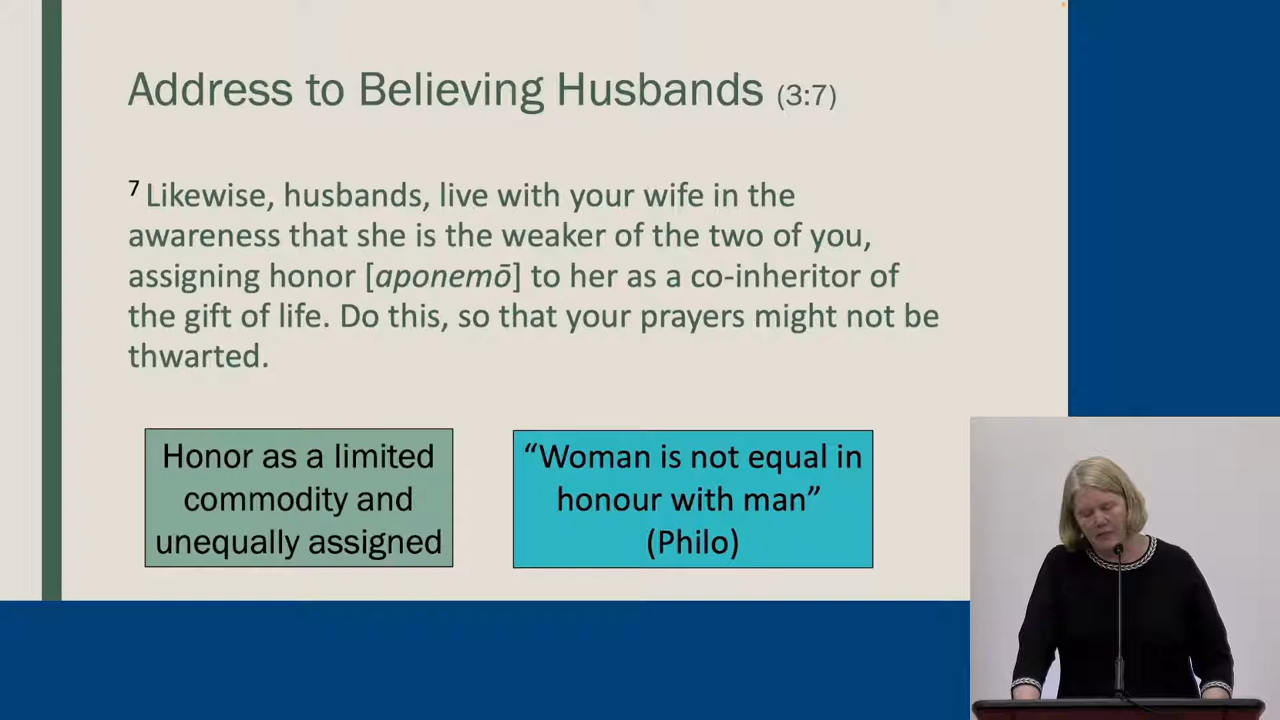 Address to Believing Husbands (3:7)
7 Likewise, husbands, live with your wife in the
awareness that she is the weaker of the two of you,
assigning honor [aponemō] to her as a co-inheritor of
the gift of life. Do this, so that your prayers might not be
thwarted.
Honor as a limited
commodity and
unequally assigned
“Woman is not equal in
honour with man”
(Philo)